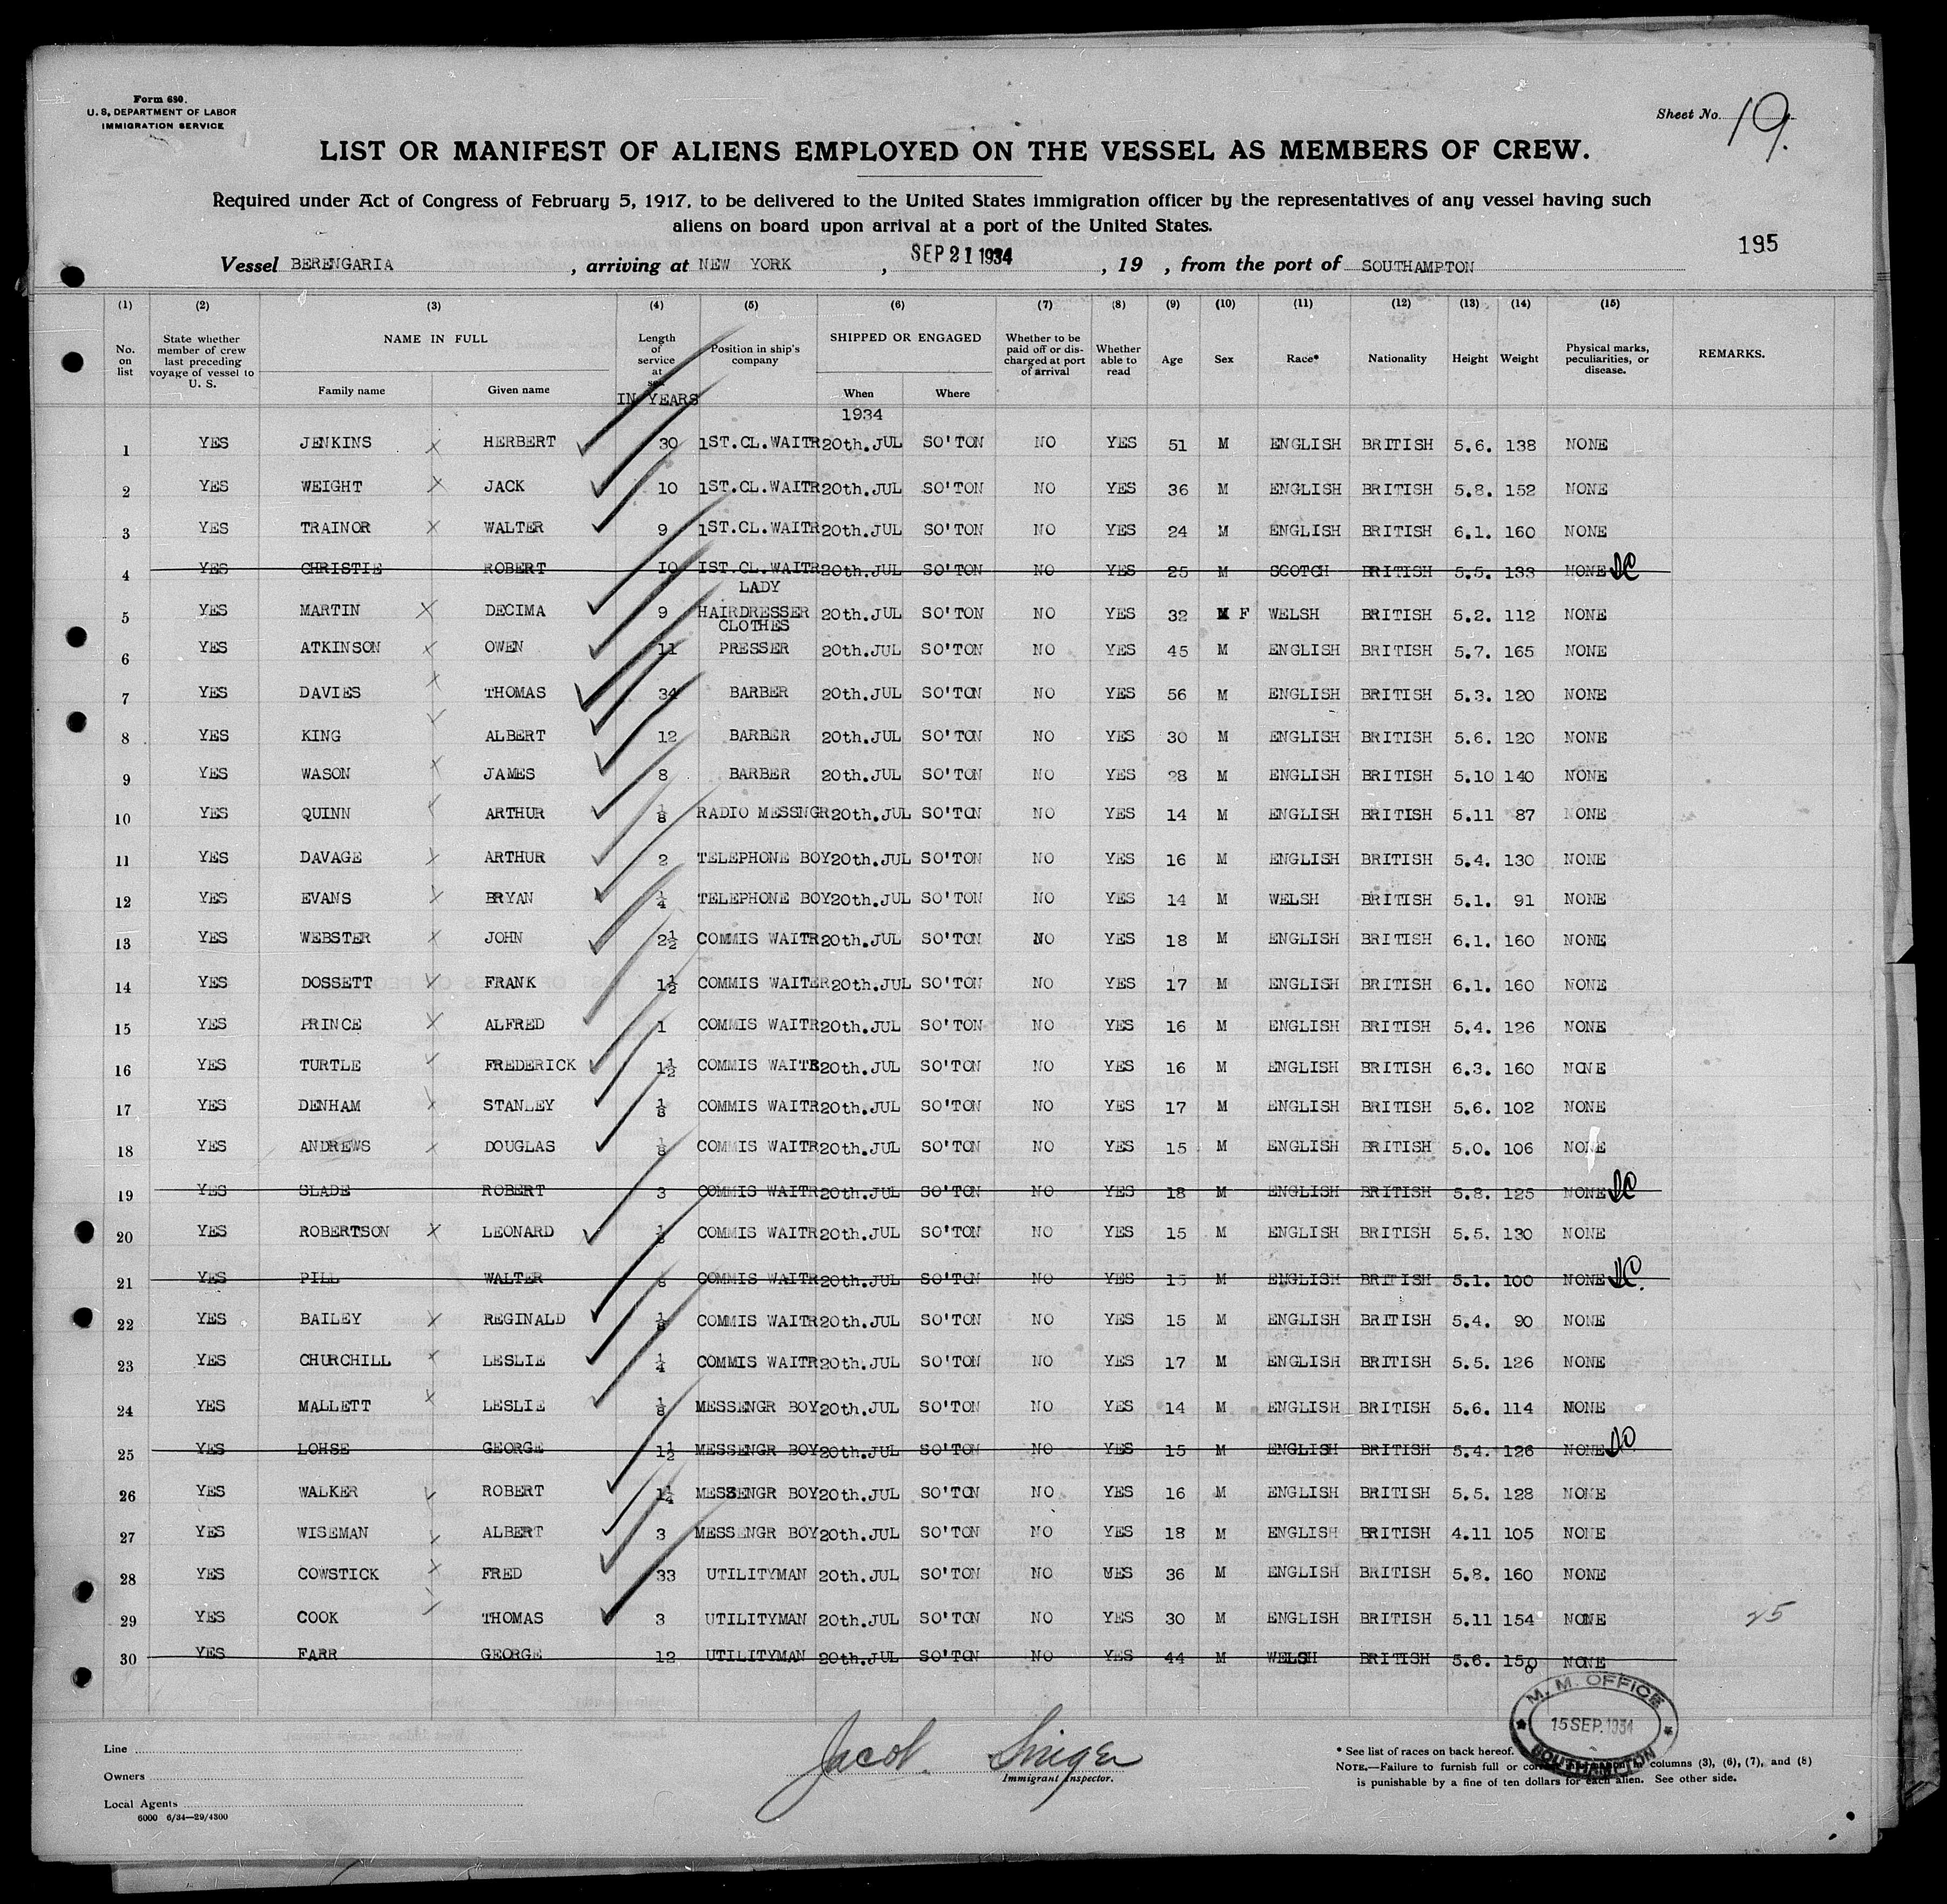 Form 680.
U. S. DEPARTMENT OF LABOR
IMMIGRATION SERVICE
Sheet No. 19.
LIST OR MANIFEST OF ALIENS EMPLOYED ON THE VESSEL AS MEMBERS OF CREW.
Required under Act of Congress of February 5, 1917, to be delivered to the United States immigration officer by the representatives of any vessel having such
aliens on board upon arrival at a port of the United States.
195
Vessel BERENGARIA , arriving at NEW YORK , SEP 21 1934 , 19 , from the port of SOUTHAMPTON
(1) (2) (3) (4) (5) (6) (7) (8) (9) (10) (11) (12) (13) (14) (15)
No. on list State whether member of crew last preceding voyage of vessel to U. S. NAME IN FULL Family name Given name Length of service at sea IN YEARS Position in ship's company SHIPPED OR ENGAGED When Where Whether to be paid off or discharged at port of arrival Whether able to read Age Sex Race* Nationality Height Weight Physical marks, peculiarities, or disease. REMARKS.
1934
1 YES JENKINS HERBERT 30 1ST.CL.WAITR 20th.JUL SO'TON NO YES 51 M ENGLISH BRITISH 5.6. 138 NONE
2 YES WEIGHT JACK 10 1ST.CL.WAITR 20th.JUL SO'TON NO YES 36 M ENGLISH BRITISH 5.8. 152 NONE
3 YES TRAINOR WALTER 9 1ST.CL.WAITR 20th.JUL SO'TON NO YES 24 M ENGLISH BRITISH 6.1. 160 NONE
4 YES CHRISTIE ROBERT IO IST.CL.WAITR 20th.JUL SO'TON NO YES 25 M SCOTCH BRITISH 5.5. 133 NONE
5 YES MARTIN DECIMA 9 LADY HAIRDRESSER 20th.JUL SO'TON NO YES 32 M F WELSH BRITISH 5.2. 112 NONE
6 YES ATKINSON OWEN 11 CLOTHES PRESSER 20th.JUL SO'TON NO YES 45 M ENGLISH BRITISH 5.7. 165 NONE
7 YES DAVIES THOMAS 34 BARBER 20th.JUL SO'TON NO YES 56 M ENGLISH BRITISH 5.3. 120 NONE
8 YES KING ALBERT 12 BARBER 20th.JUL SO'TON NO YES 30 M ENGLISH BRITISH 5.6. 120 NONE
9 YES WASON JAMES 8 BARBER 20th.JUL SO'TON NO YES 28 M ENGLISH BRITISH 5.10 140 NONE
10 YES QUINN ARTHUR 1/8 RADIO MESSNGR 20th.JUL SO'TON NO YES 14 M ENGLISH BRITISH 5.11 87 NONE
11 YES DAVAGE ARTHUR 2 TELEPHONE BOY 20th.JUL SO'TON NO YES 16 M ENGLISH BRITISH 5.4. 130 NONE
12 YES EVANS BRYAN 1/4 TELEPHONE BOY 20th.JUL SO'TON NO YES 14 M WELSH BRITISH 5.1. 91 NONE
13 YES WEBSTER JOHN 2½ COMMIS WAITR 20th.JUL SO'TON NO YES 18 M ENGLISH BRITISH 6.1. 160 NONE
14 YES DOSSETT FRANK 1½ COMMIS WAITER 20th.JUL SO'TON NO YES 17 M ENGLISH BRITISH 6.1. 160 NONE
15 YES PRINCE ALFRED 1 COMMIS WAITR 20th.JUL SO'TON NO YES 16 M ENGLISH BRITISH 5.4. 126 NONE
16 YES TURTLE FREDERICK 1½ COMMIS WAITR 20th.JUL SO'TON NO YES 16 M ENGLISH BRITISH 6.3. 160 NONE
17 YES DENHAM STANLEY 1/8 COMMIS WAITR 20th.JUL SO'TON NO YES 17 M ENGLISH BRITISH 5.6. 102 NONE
18 YES ANDREWS DOUGLAS 1/8 COMMIS WAITR 20th.JUL SO'TON NO YES 15 M ENGLISH BRITISH 5.0. 106 NONE
19 YES SLADE ROBERT 3 COMMIS WAITR 20th.JUL SO'TON NO YES 18 M ENGLISH BRITISH 5.8. 125 NONE
20 YES ROBERTSON LEONARD 1/8 COMMIS WAITR 20th.JUL SO'TON NO YES 15 M ENGLISH BRITISH 5.5. 130 NONE
21 YES PILL WALTER COMMIS WAITR 20th.JUL SO'TON NO YES 15 M ENGLISH BRITISH 5.1. 100 NONE
22 YES BAILEY REGINALD 1/8 COMMIS WAITR 20th.JUL SO'TON NO YES 15 M ENGLISH BRITISH 5.4. 90 NONE
23 YES CHURCHILL LESLIE 1/4 COMMIS WAITR 20th.JUL SO'TON NO YES 17 M ENGLISH BRITISH 5.5. 126 NONE
24 YES MALLETT LESLIE 1/8 MESSENGR BOY 20th.JUL SO'TON NO YES 14 M ENGLISH BRITISH 5.6. 114 NONE
25 YES LOHSE GEORGE 1½ MESSENGR BOY 20th.JUL SO'TON NO YES 15 M ENGLISH BRITISH 5.4. 126 NONE
26 YES WALKER ROBERT 1¼ MESSENGR BOY 20th.JUL SO'TON NO YES 16 M ENGLISH BRITISH 5.5. 128 NONE
27 YES WISEMAN ALBERT 3 MESSENGR BOY 20th.JUL SO'TON NO YES 18 M ENGLISH BRITISH 4.11 105 NONE
28 YES COWSTICK FRED 33 UTILITYMAN 20th.JUL SO'TON NO YES 36 M ENGLISH BRITISH 5.8. 160 NONE
29 YES COOK THOMAS 3 UTILITYMAN 20th.JUL SO'TON NO YES 30 M ENGLISH BRITISH 5.11 154 NONE 25
30 YES FARR GEORGE 12 UTILITYMAN 20th.JUL SO'TON NO YES 44 M WELSH BRITISH 5.6. 150 NONE
M. M. OFFICE
15 SEP. 1934
SOUTHAMPTON
Line
Owners
Local Agents
6000 6/34—29/4300
Jacob Singer
Immigrant Inspector.
* See list of races on back hereof.
NOTE.—Failure to furnish full or columns (3), (6), (7), and (8)
is punishable by a fine of ten dollars for each alien. See other side.